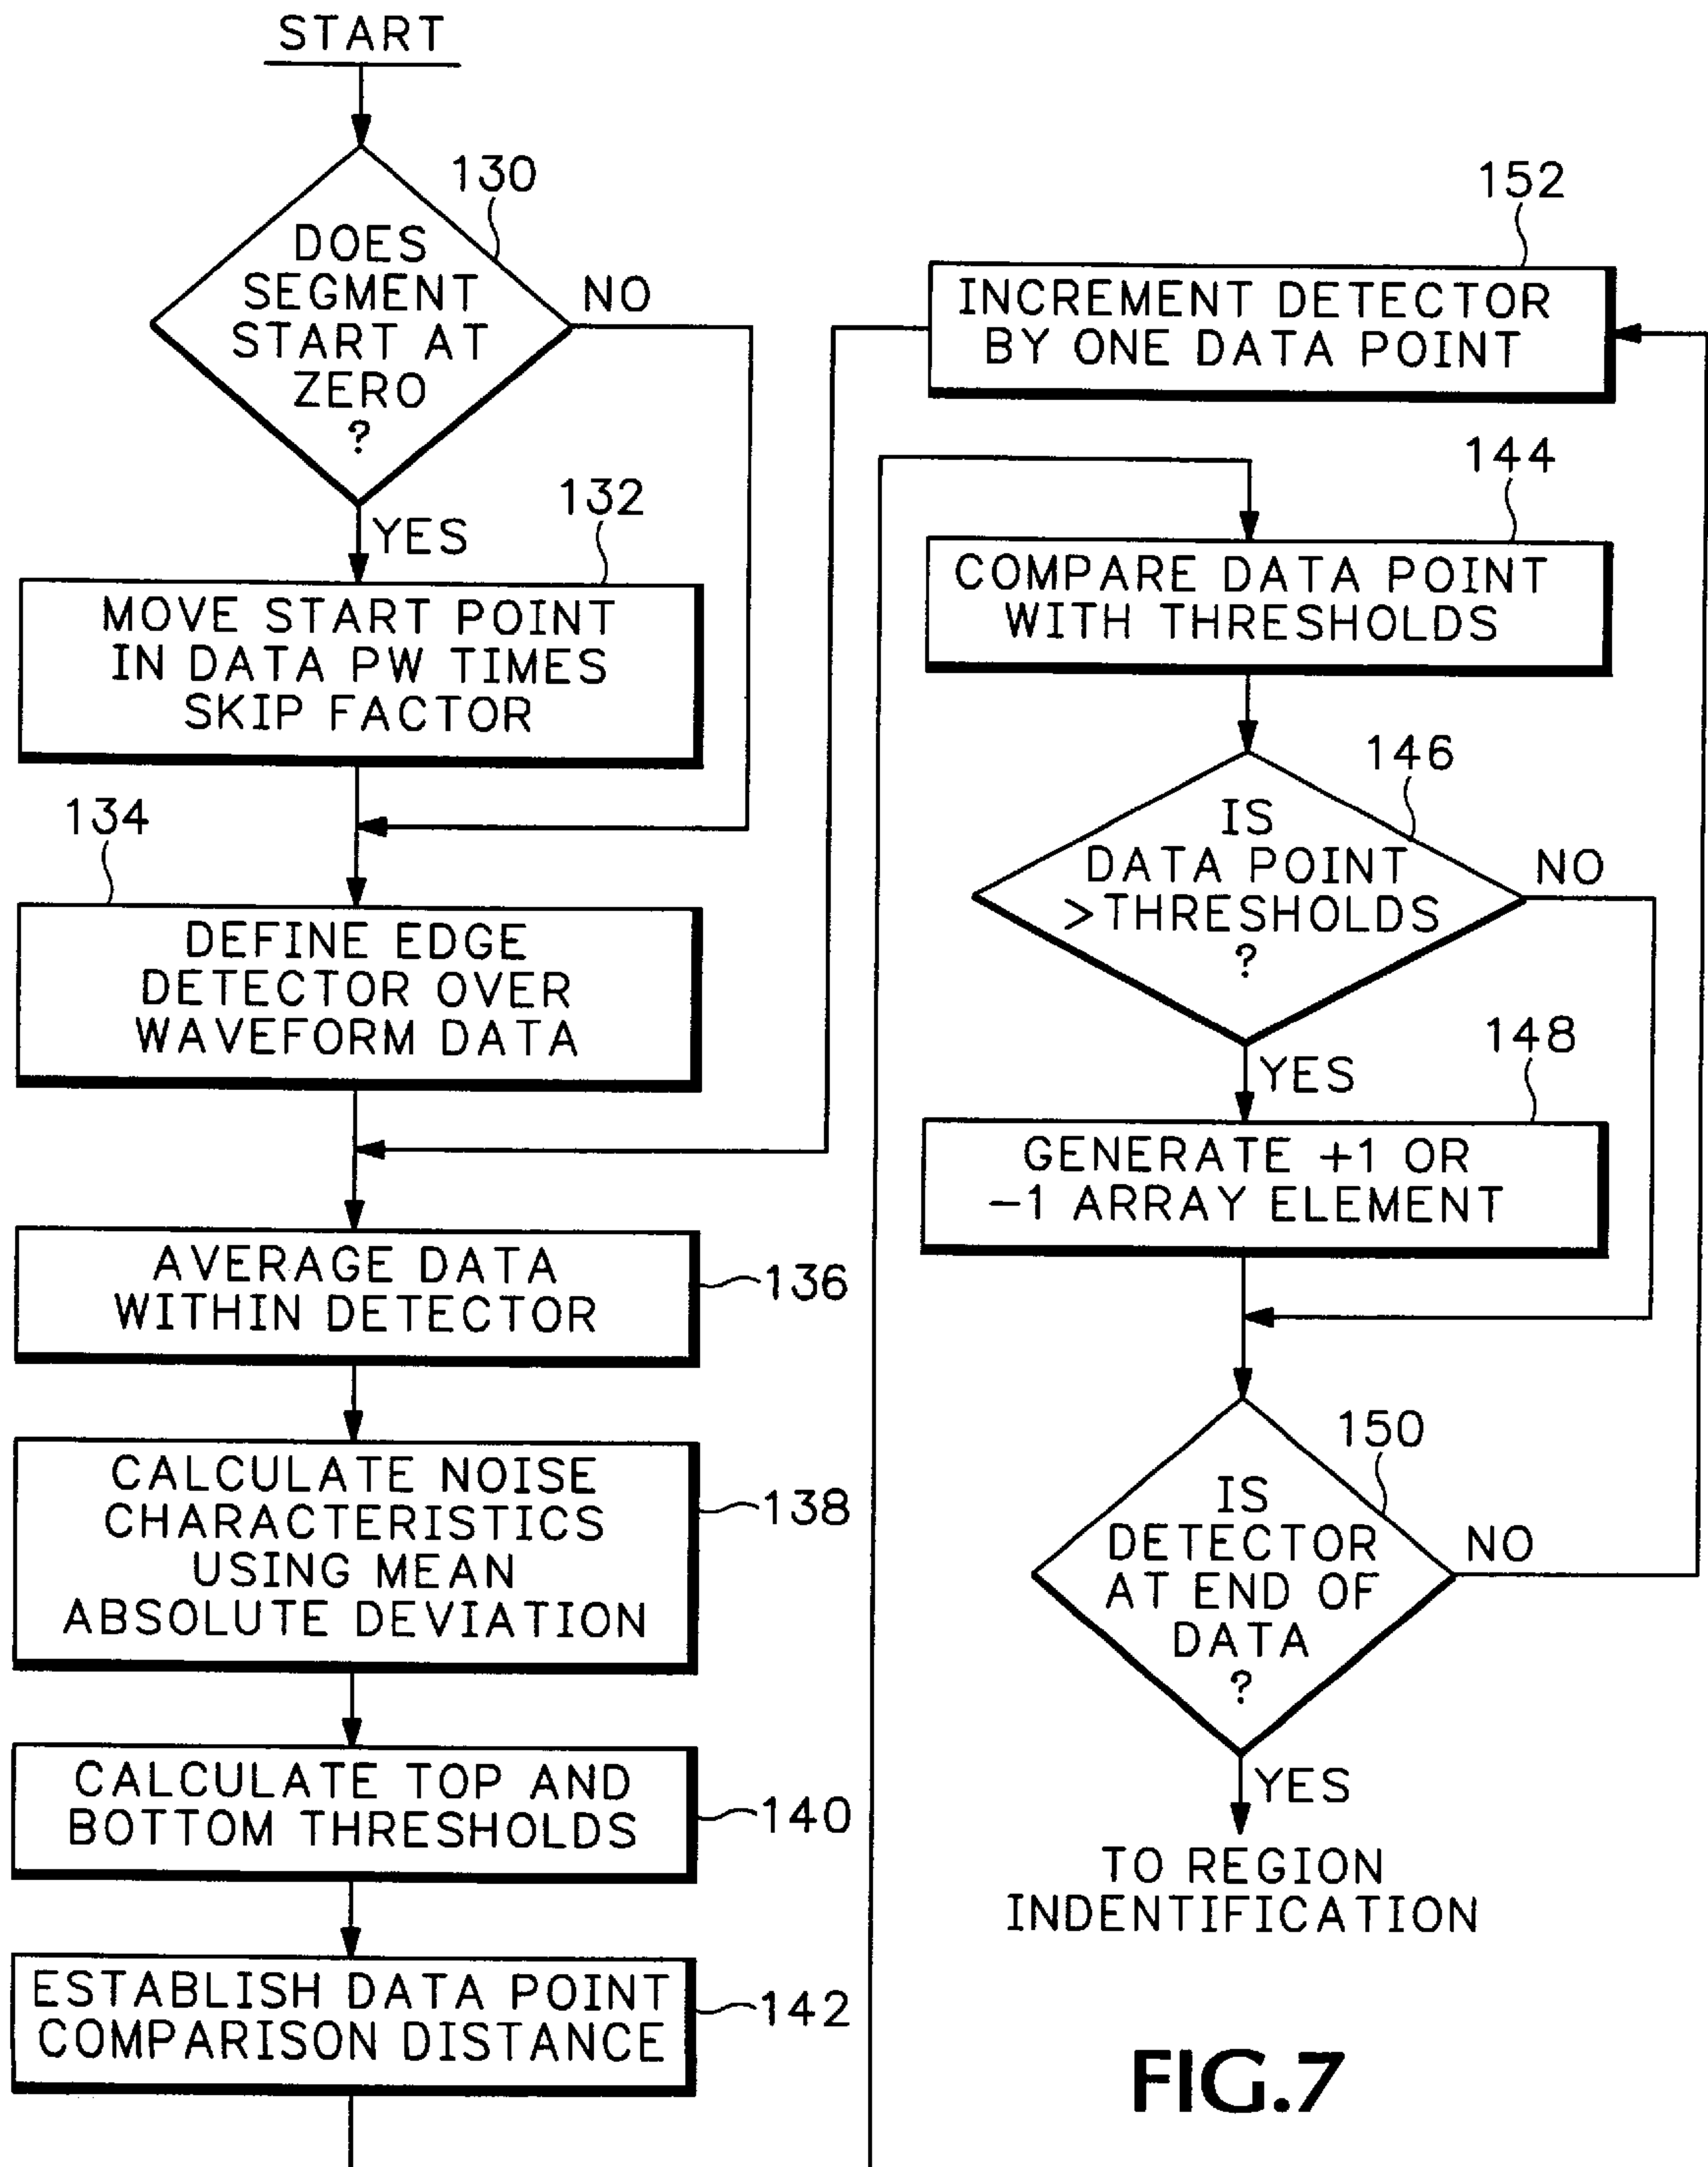 START
130
DOES
SEGMENT
START AT
ZERO
?
NO
YES
132
MOVE START POINT
IN DATA PW TIMES
SKIP FACTOR
134
DEFINE EDGE
DETECTOR OVER
WAVEFORM DATA
AVERAGE DATA
WITHIN DETECTOR
136
CALCULATE NOISE
CHARACTERISTICS
USING MEAN
ABSOLUTE DEVIATION
138
CALCULATE TOP AND
BOTTOM THRESHOLDS
140
ESTABLISH DATA POINT
COMPARISON DISTANCE
142
152
INCREMENT DETECTOR
BY ONE DATA POINT
144
COMPARE DATA POINT
WITH THRESHOLDS
146
IS
DATA POINT
>THRESHOLDS
?
NO
YES
148
GENERATE +1 OR
-1 ARRAY ELEMENT
150
IS
DETECTOR
AT END OF
DATA
?
NO
YES
TO REGION
INDENTIFICATION
FIG.7